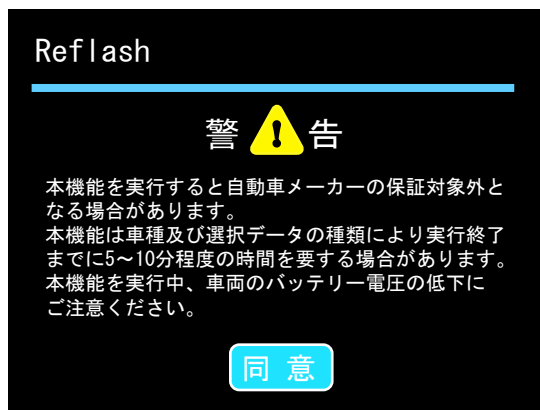 Reflash
警告
本機能を実行すると自動車メーカーの保証対象外と
なる場合があります。
本機能は車種及び選択データの種類により実行終了
までに5～10分程度の時間を要する場合があります。
本機能を実行中、車両のバッテリー電圧の低下に
ご注意ください。
同意